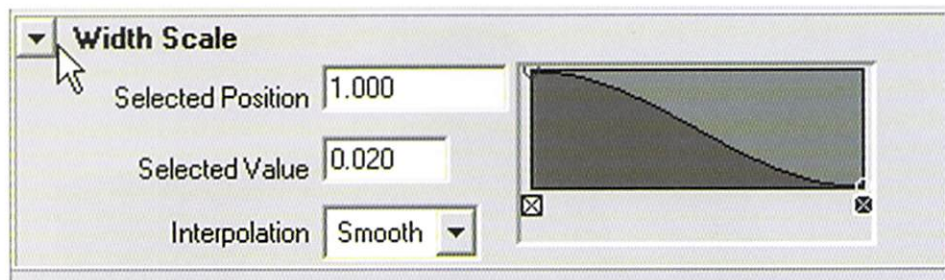 Width Scale
Selected Position 1.000
Selected Value 0.020
Interpolation Smooth